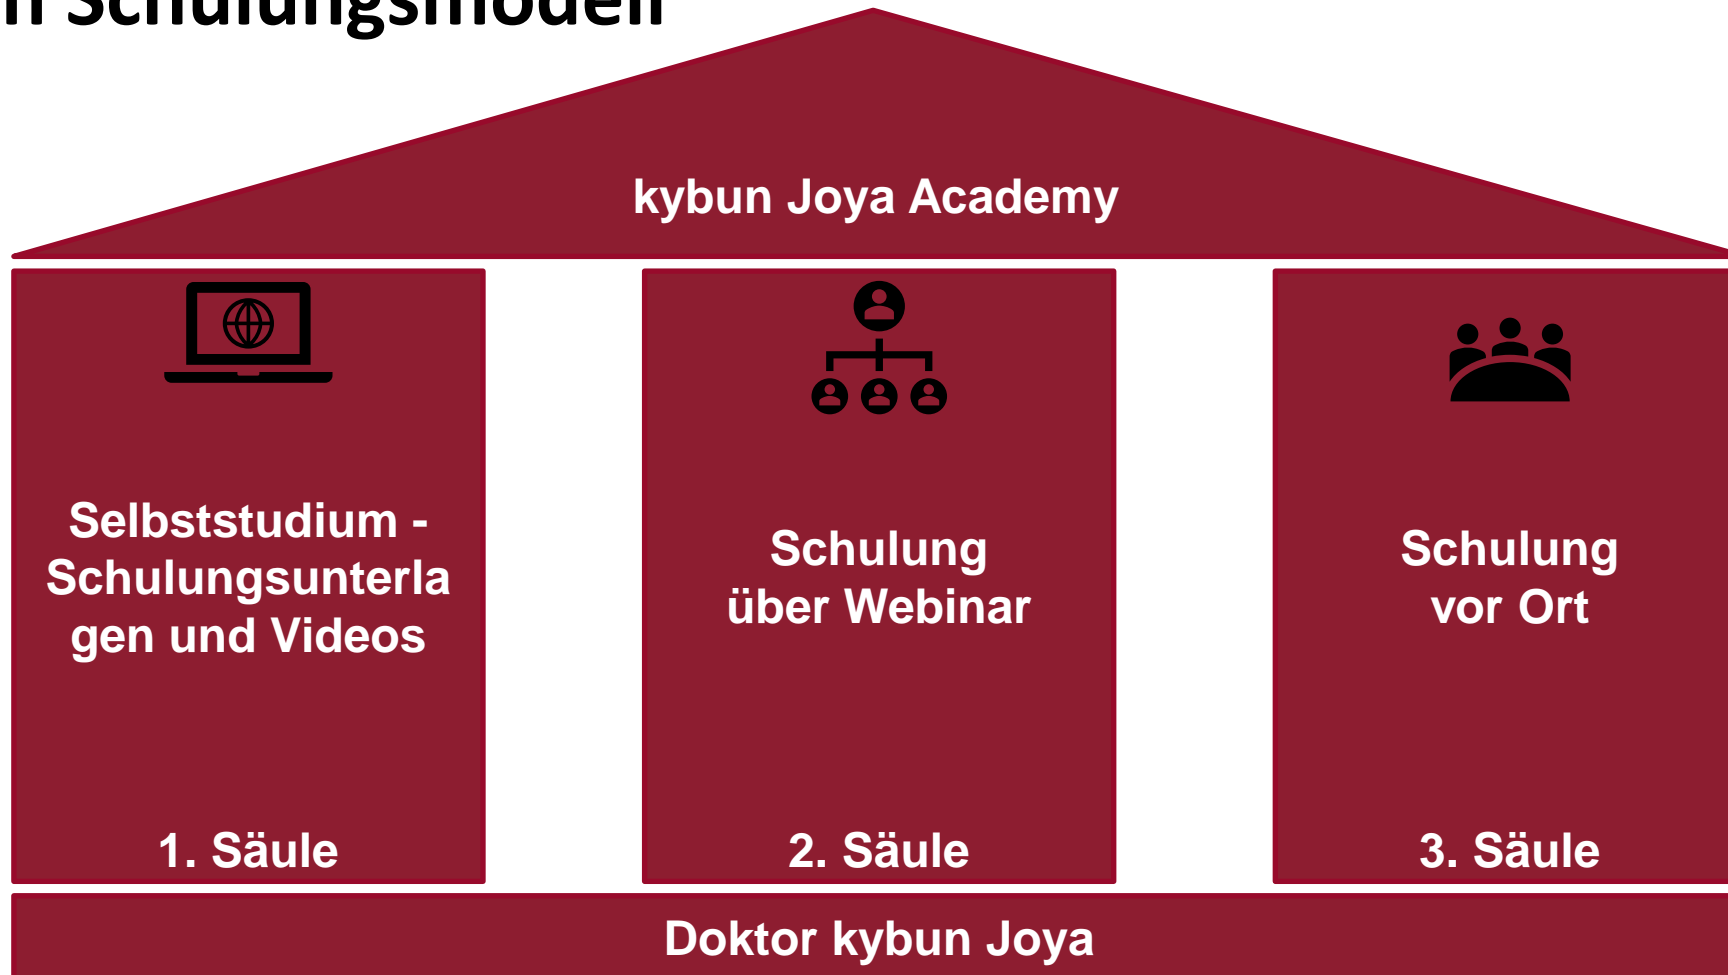 Schulungsmodell
kybun Joya Academy
Selbststudium -
Schulungsunterla
gen und Videos
1. Säule
Schulung
über Webinar
2. Säule
Schulung
vor Ort
3. Säule
Doktor kybun Joya